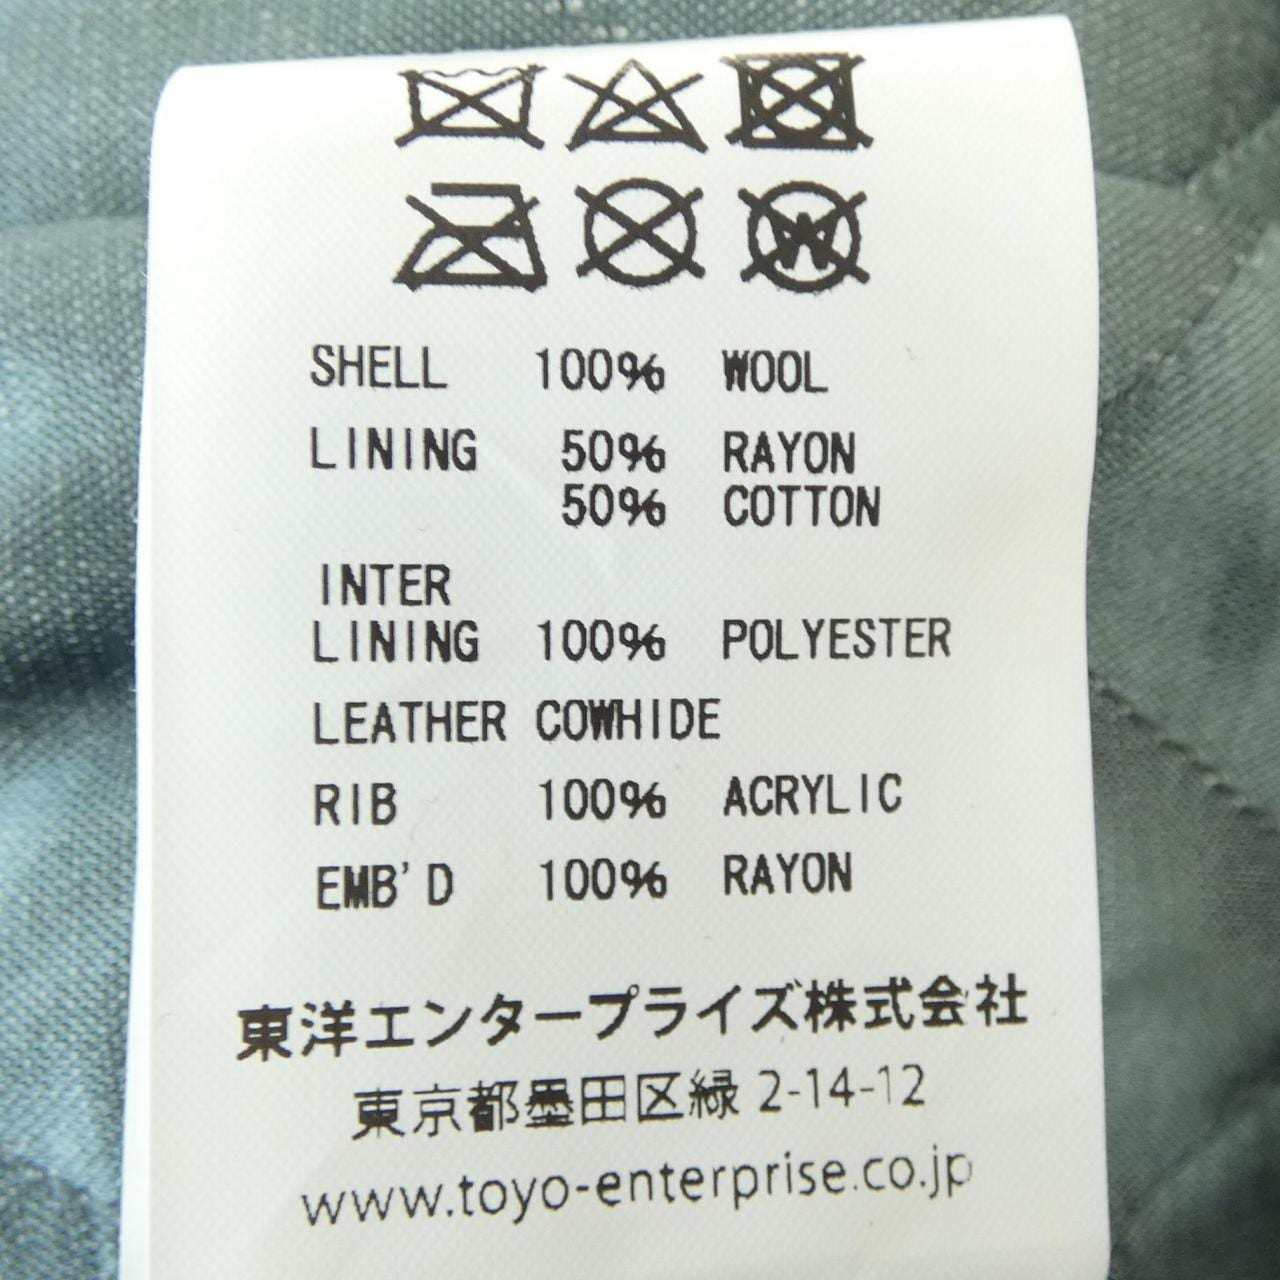 W
SHELL 100% WOOL
LINING 50% RAYON
50% COTTON
INTER
LINING 100% POLYESTER
LEATHER COWHIDE
RIB 100% ACRYLIC
EMB'D 100% RAYON
東洋エンタープライズ株式会社
東京都墨田区緑 2-14-12
www.toyo-enterprise.co.jp